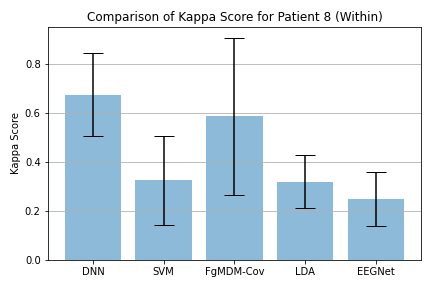 Comparison of Kappa Score for Patient 8 (Within)
Kappa Score
0.8
0.6
0.4
0.2
0.0
DNN SVM FgMDM-Cov LDA EEGNet